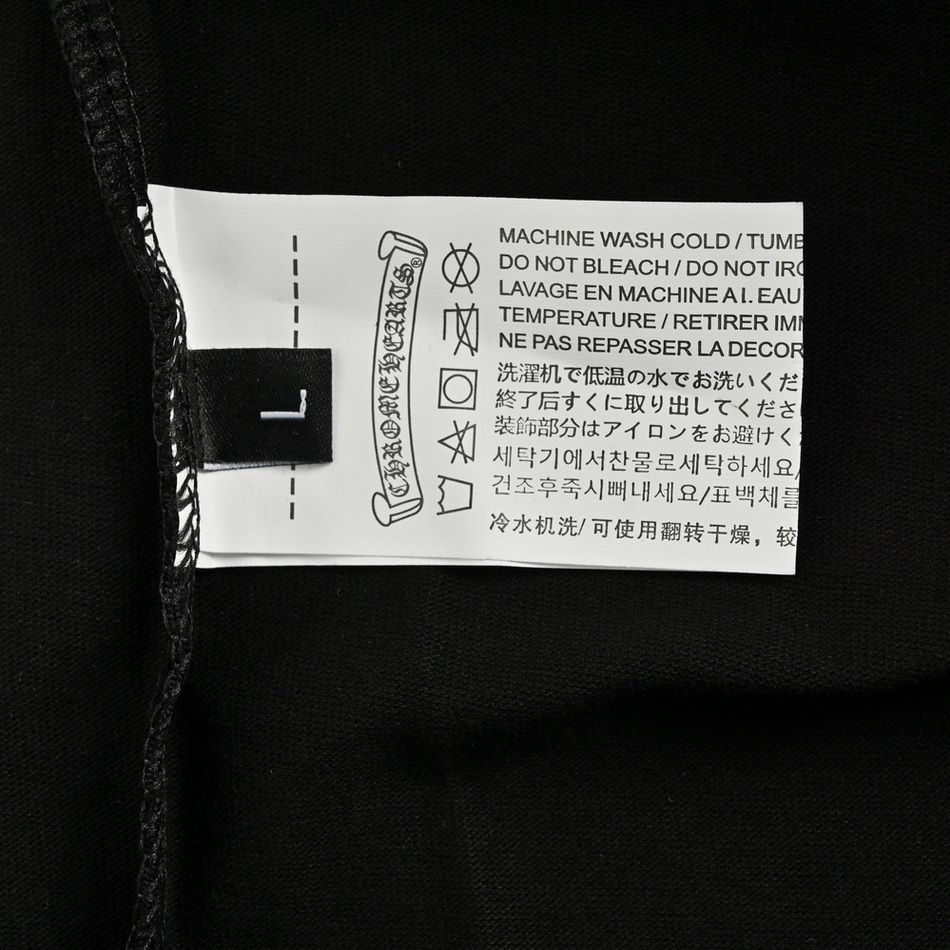 L
CHROME HEARTS®
MACHINE WASH COLD / TUMB
DO NOT BLEACH / DO NOT IRO
LAVAGE EN MACHINE A I. EAU
TEMPERATURE / RETIRER IMM
NE PAS REPASSER LA DECOR
洗濯机で低温の水でお洗いくだ
終了后すくに取り出してくださ
装飾部分はアイロンをお避けく
세탁기에서찬물로세탁하세요/
건조후죽시뻐내세요/표백체를
冷水机洗/ 可使用翻转干燥，较